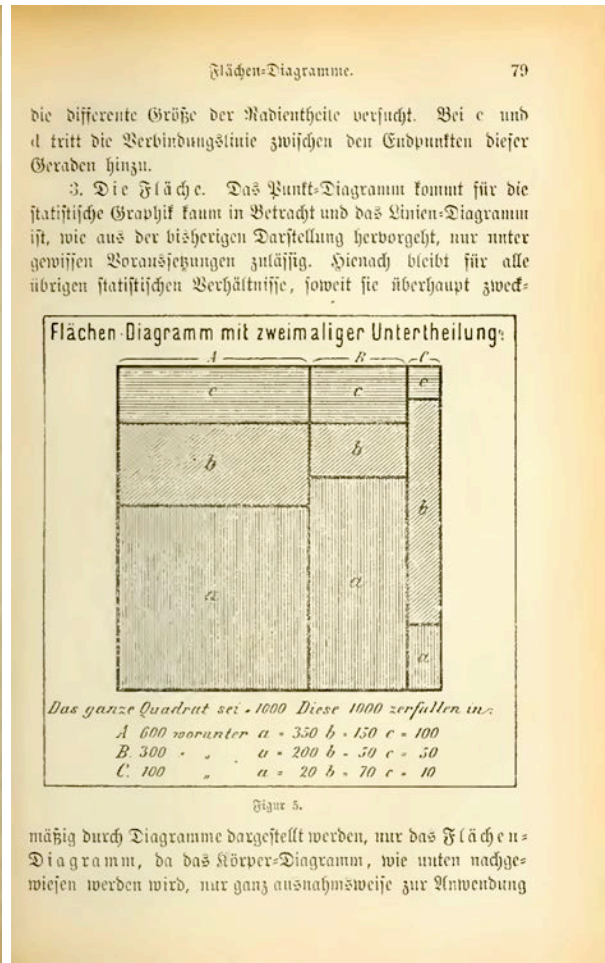 Flächen=Diagramme. 79
die differente Größe der Radientheile versucht. Bei c und
d tritt die Verbindungslinie zwischen den Endpunkten dieser
Geraden hinzu.
3. Die Fläche. Das Punkt=Diagramm kommt für die
statistische Graphik kaum in Betracht und das Linien=Diagramm
ist, wie aus der bisherigen Darstellung hervorgeht, nur unter
gewissen Voraussetzungen zulässig. Hienach bleibt für alle
übrigen statistischen Verhältnisse, soweit sie überhaupt zweck=
Flächen-Diagramm mit zweimaliger Untertheilung:
A B C
c c c
b b b
a a a
Das ganze Quadrat sei = 1000 Diese 1000 zerfallen in:
A 600 worunter a = 350 b = 150 c = 100
B. 300 " " a = 200 b = 50 c = 50
C. 100 " a = 20 b = 70 c = 10
Figur 5.
mäßig durch Diagramme dargestellt werden, nur das Flächen=
Diagramm, da das Körper=Diagramm, wie unten nachge=
wiesen werden wird, nur ganz ausnahmsweise zur Anwendung